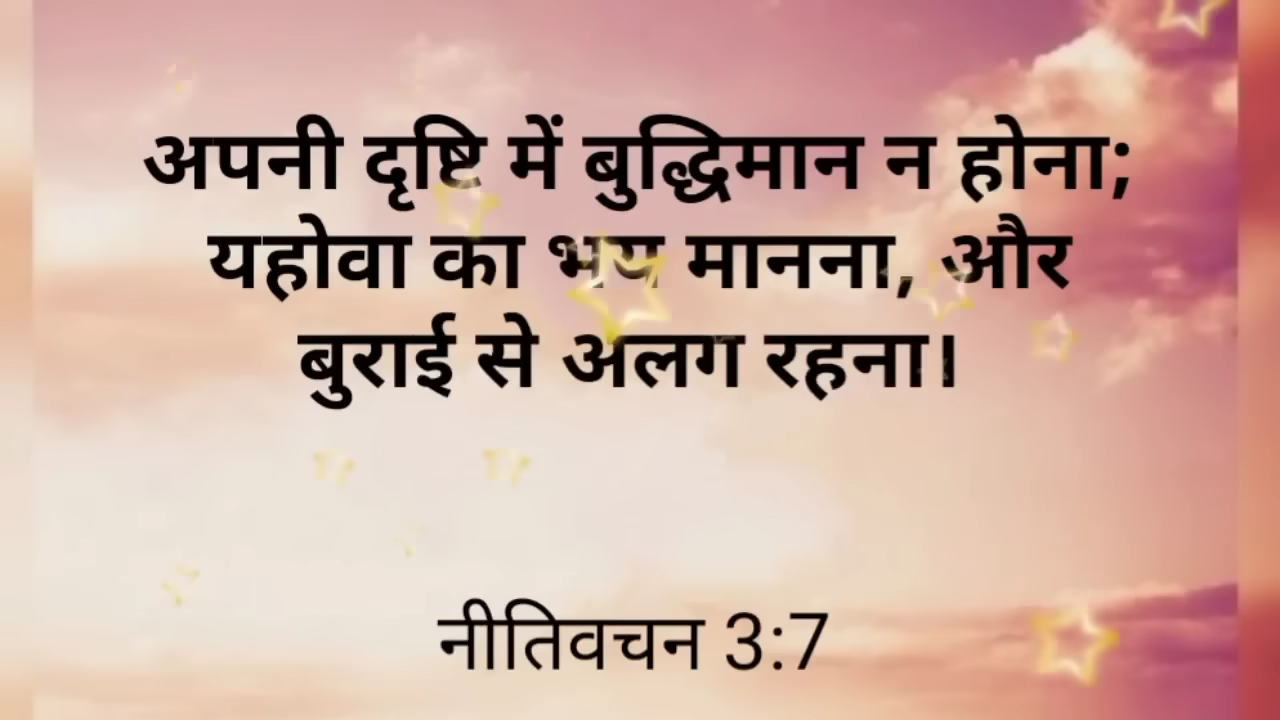 अपनी दृष्टि में बुद्धिमान न होना;
यहोवा का भय मानना, और
बुराई से अलग रहना।
नीतिवचन 3:7